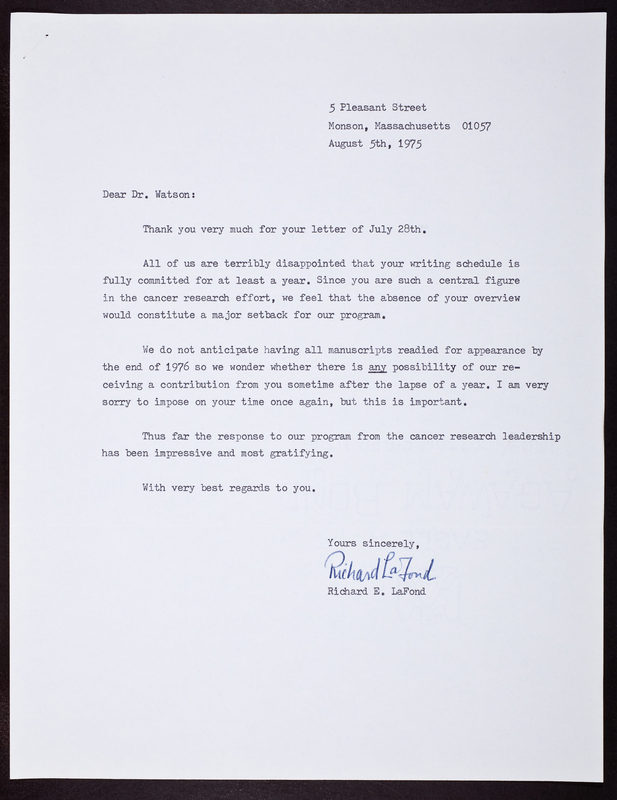 5 Pleasant Street
Monson, Massachusetts 01057
August 5th, 1975
Dear Dr. Watson:
Thank you very much for your letter of July 28th.
All of us are terribly disappointed that your writing schedule is
fully committed for at least a year. Since you are such a central figure
in the cancer research effort, we feel that the absence of your overview
would constitute a major setback for our program.
We do not anticipate having all manuscripts readied for appearance by
the end of 1976 so we wonder whether there is any possibility of our re-
ceiving a contribution from you sometime after the lapse of a year. I am very
sorry to impose on your time once again, but this is important.
Thus far the response to our program from the cancer research leadership
has been impressive and most gratifying.
With very best regards to you.
Yours sincerely,
Richard La Fond
Richard E. LaFond